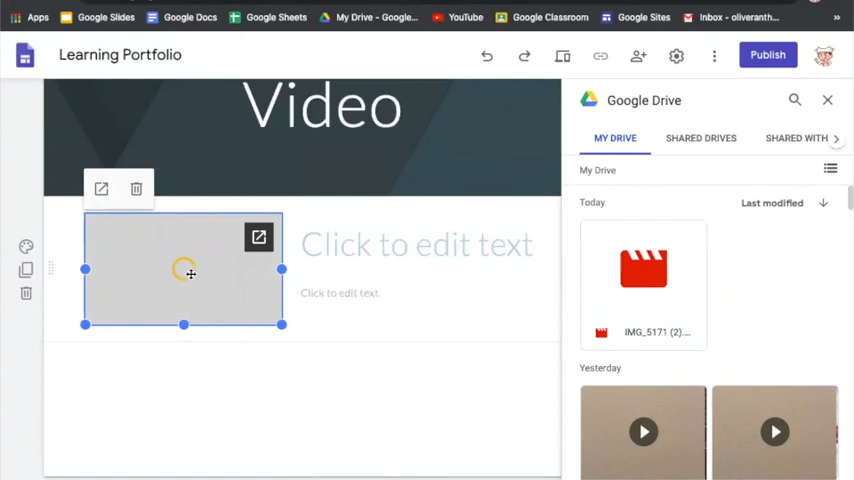 Apps Google Slides Google Docs Google Sheets My Drive - Google... YouTube Google Classroom Google Sites Inbox - oliveranth... »
Learning Portfolio
Publish
Video
Google Drive
MY DRIVE SHARED DRIVES SHARED WITH
My Drive
Today Last modified
Click to edit text
Click to edit text
IMG_5171 (2)....
Yesterday